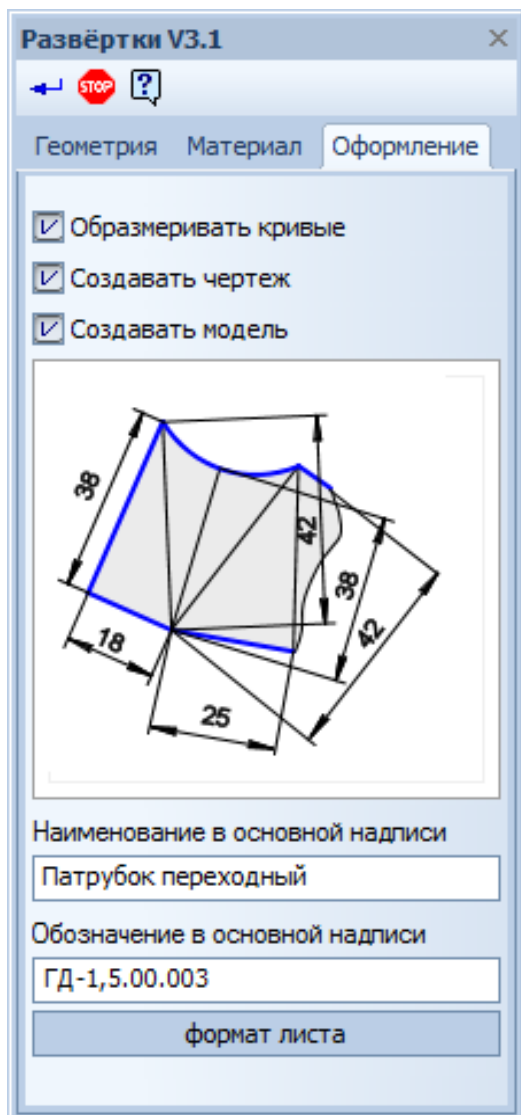 Развёртки V3.1
STOP
?
Геометрия Материал Оформление
Образмеривать кривые
Создавать чертеж
Создавать модель
38
42
38
42
18
25
Наименование в основной надписи
Патрубок переходный
Обозначение в основной надписи
ГД-1,5.00.003
формат листа